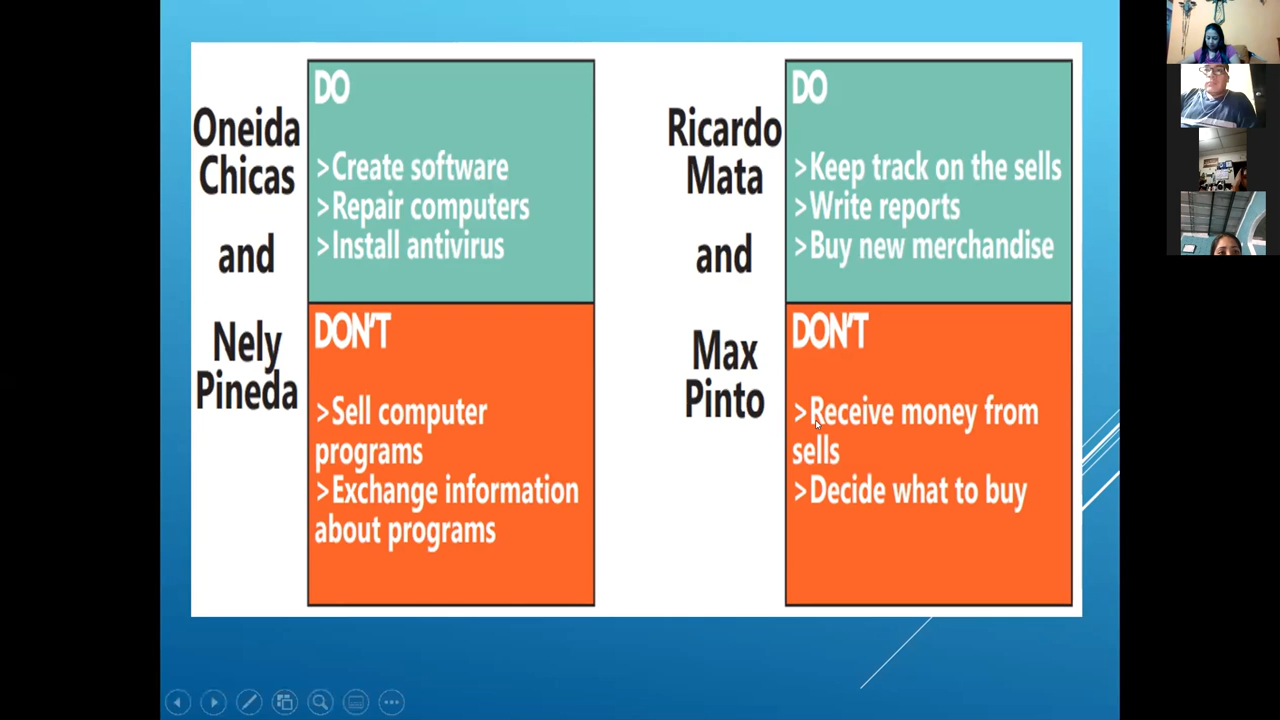 Oneida
Chicas
and
Nely
Pineda
DO
>Create software
>Repair computers
>Install antivirus
DON'T
>Sell computer
programs
>Exchange information
about programs
Ricardo
Mata
and
Max
Pinto
DO
>Keep track on the sells
>Write reports
>Buy new merchandise
DON'T
>Receive money from
sells
>Decide what to buy